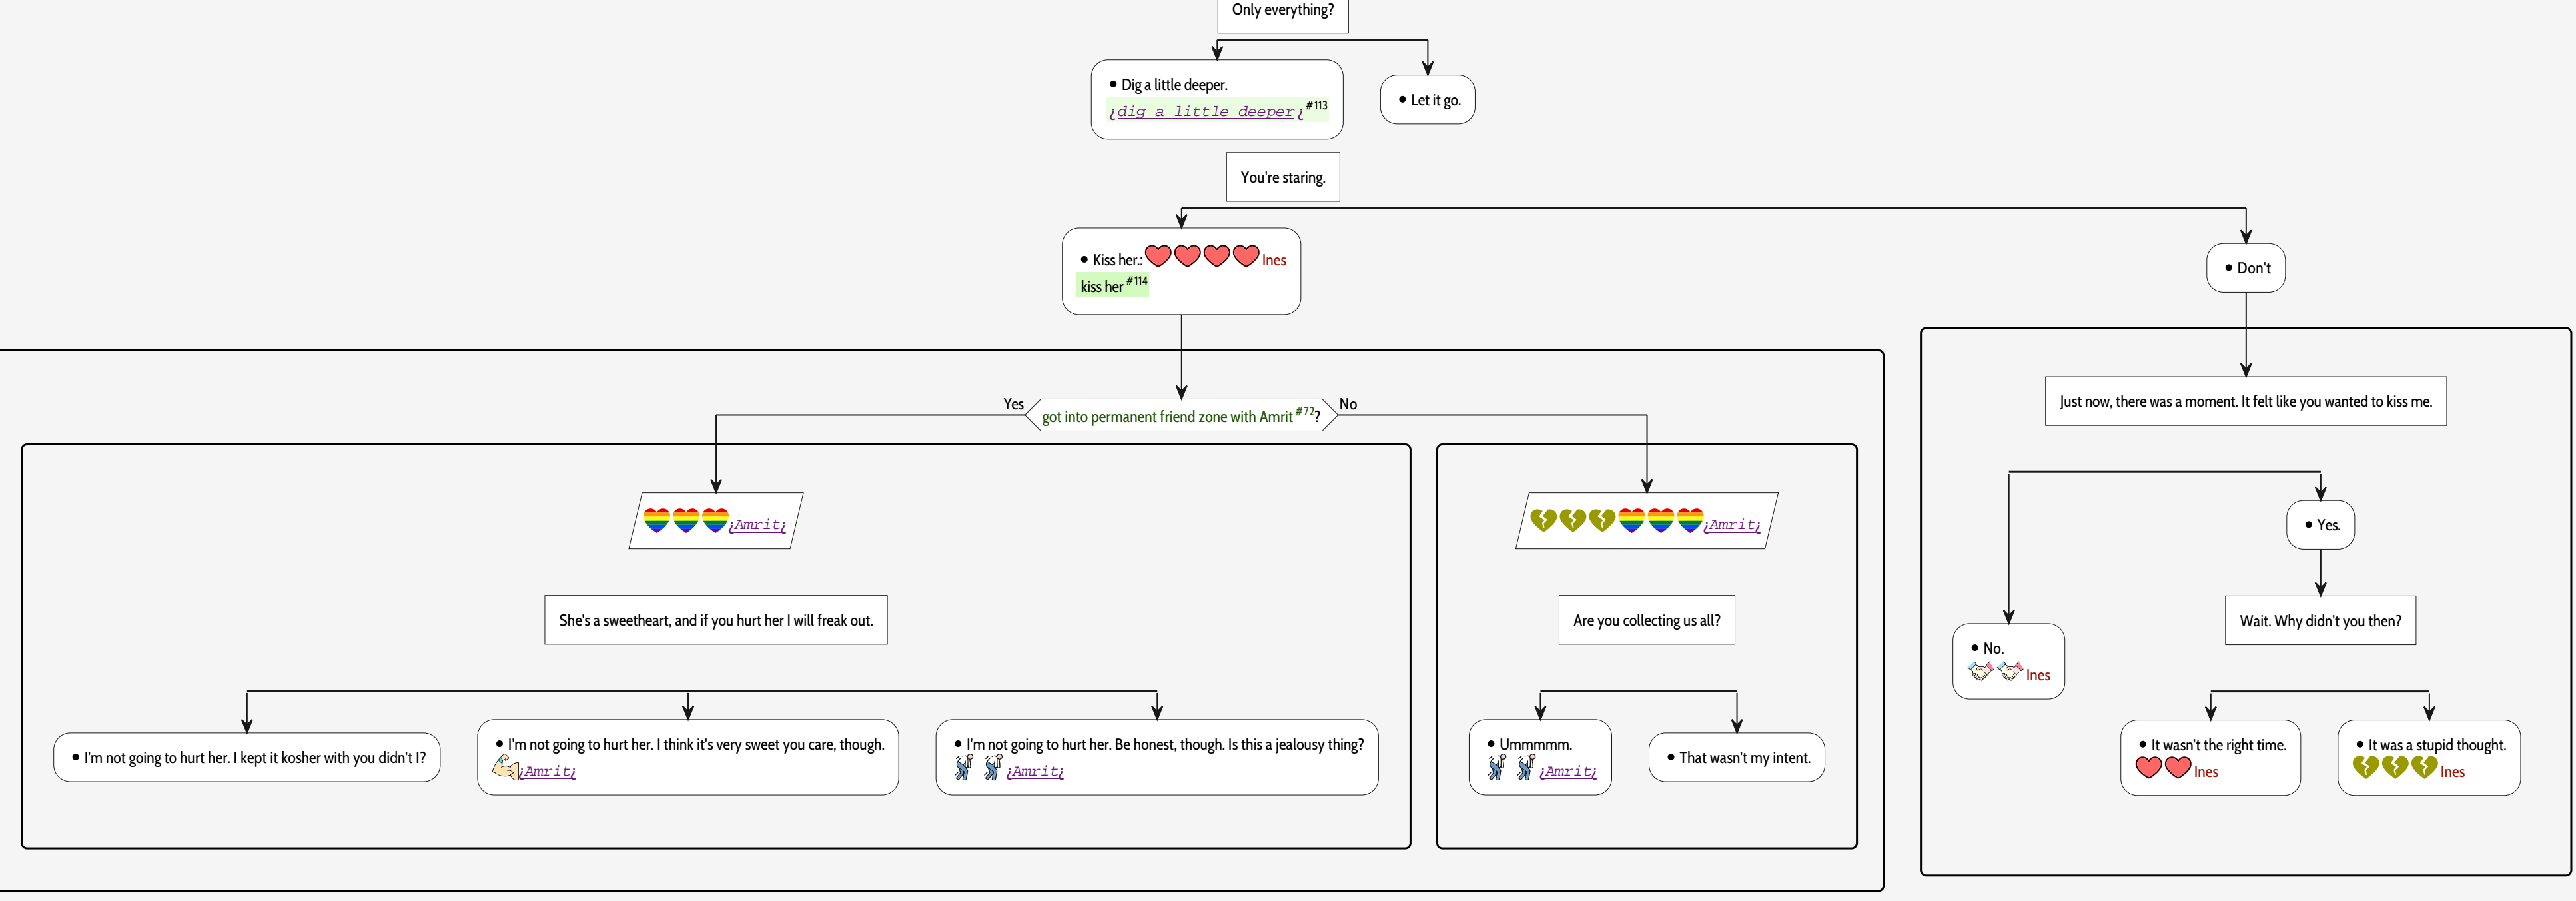 Only everything?
• Dig a little deeper.
¿dig a little deeper¿ #113
• Let it go.
You're staring.
• Kiss her.: Ines
kiss her #114
• Don't
Yes
got into permanent friend zone with Amrit #72?
No
¿Amrit¿
She's a sweetheart, and if you hurt her I will freak out.
• I'm not going to hurt her. I kept it kosher with you didn't I?
• I'm not going to hurt her. I think it's very sweet you care, though.
¿Amrit¿
• I'm not going to hurt her. Be honest, though. Is this a jealousy thing?
¿Amrit¿
¿Amrit¿
Are you collecting us all?
• Ummmmm.
¿Amrit¿
• That wasn't my intent.
Just now, there was a moment. It felt like you wanted to kiss me.
• No.
Ines
• Yes.
Wait. Why didn't you then?
• It wasn't the right time.
Ines
• It was a stupid thought.
Ines